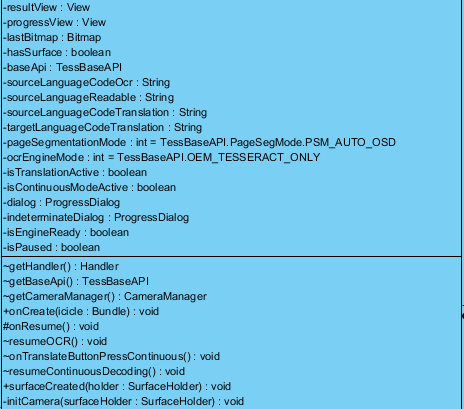 -resultView : View
-progressView : View
-lastBitmap : Bitmap
-hasSurface : boolean
-baseApi : TessBaseAPI
-sourceLanguageCodeOcr : String
-sourceLanguageReadable : String
-sourceLanguageCodeTranslation : String
-targetLanguageCodeTranslation : String
-pageSegmentationMode : int = TessBaseAPI.PageSegMode.PSM_AUTO_OSD
-ocrEngineMode : int = TessBaseAPI.OEM_TESSERACT_ONLY
-isTranslationActive : boolean
-isContinuousModeActive : boolean
-dialog : ProgressDialog
-indeterminateDialog : ProgressDialog
-isEngineReady : boolean
-isPaused : boolean
~getHandler() : Handler
~getBaseApi() : TessBaseAPI
~getCameraManager() : CameraManager
+onCreate(icicle : Bundle) : void
#onResume() : void
~resumeOCR() : void
~onTranslateButtonPressContinuous() : void
~resumeContinuousDecoding() : void
+surfaceCreated(holder : SurfaceHolder) : void
-initCamera(surfaceHolder : SurfaceHolder) : void